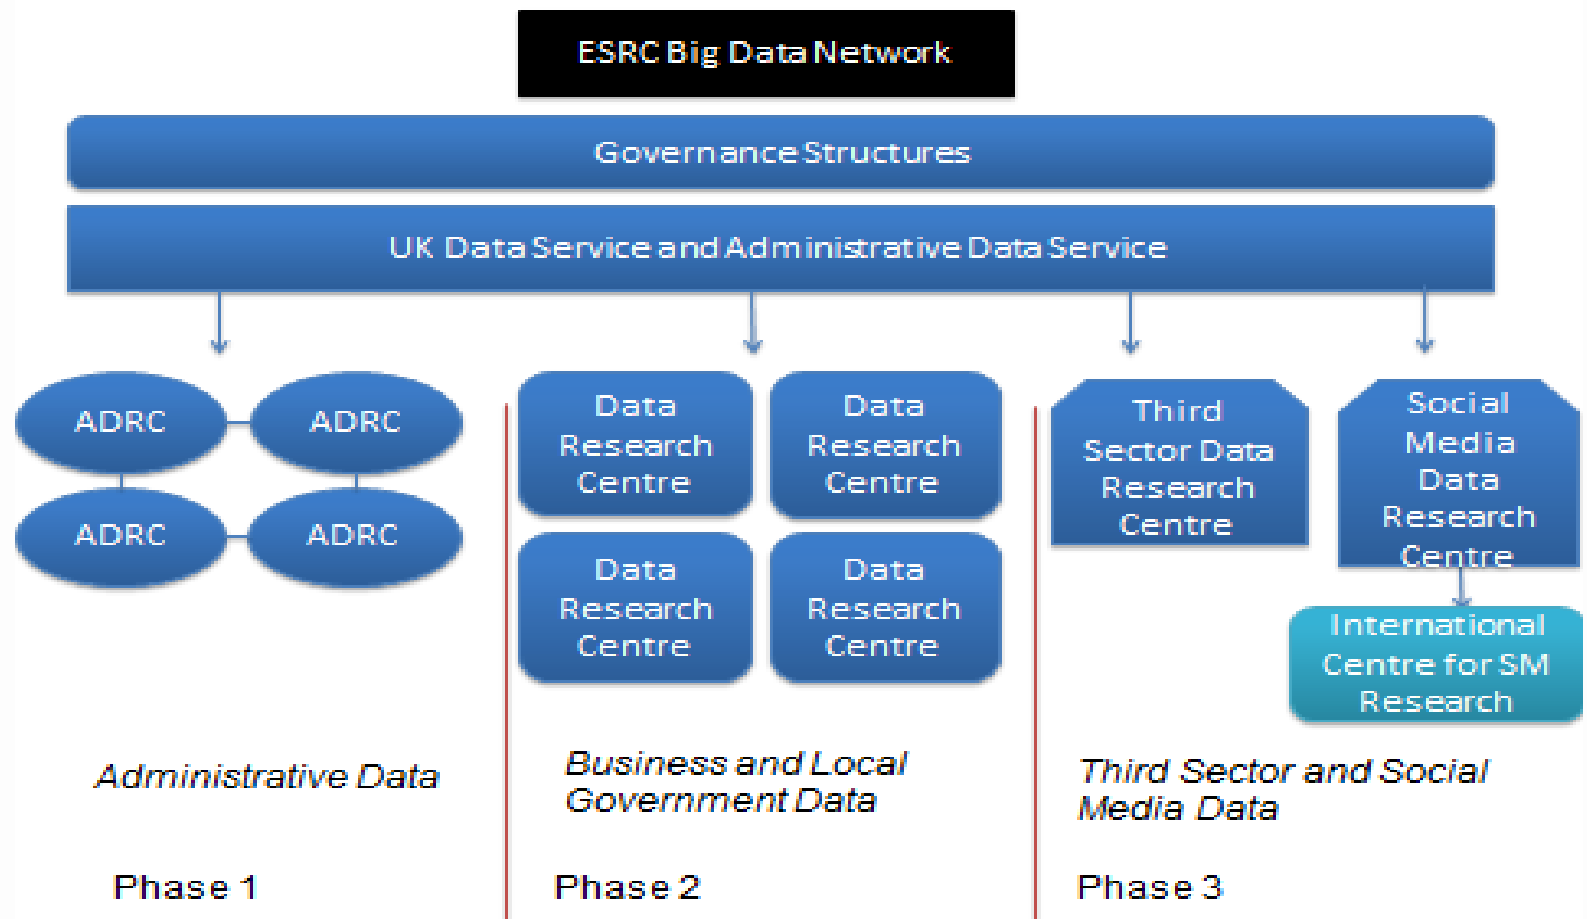 ESRC Big Data Network
Governance Structures
UK Data Service and Administrative Data Service
ADRC
ADRC
ADRC
ADRC
Data
Research
Centre
Data
Research
Centre
Data
Research
Centre
Data
Research
Centre
Third
Sector Data
Research
Centre
Social
Media
Data
Research
Centre
International
Centre for SM
Research
Administrative Data
Business and Local
Government Data
Third Sector and Social
Media Data
Phase 1
Phase 2
Phase 3